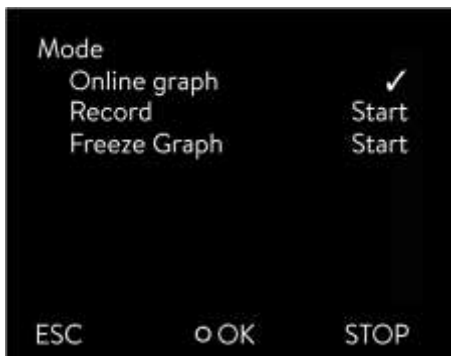 Mode
Online graph ✓
Record Start
Freeze Graph Start
ESC O OK STOP